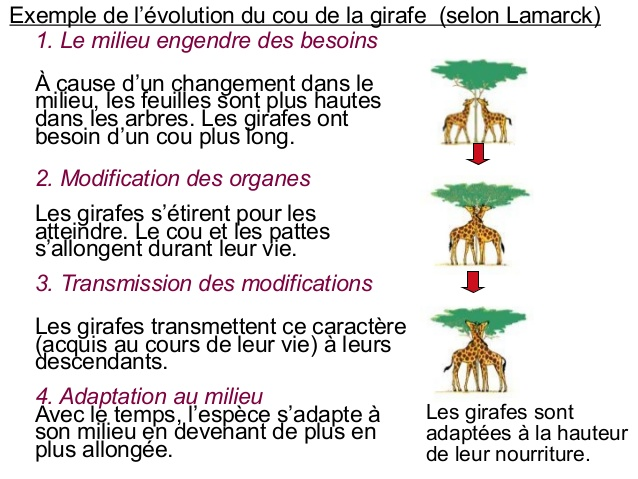 Exemple de l’évolution du cou de la girafe (selon Lamarck)
1. Le milieu engendre des besoins
À cause d’un changement dans le
milieu, les feuilles sont plus hautes
dans les arbres. Les girafes ont
besoin d’un cou plus long.
2. Modification des organes
Les girafes s’étirent pour les
atteindre. Le cou et les pattes
s’allongent durant leur vie.
3. Transmission des modifications
Les girafes transmettent ce caractère
(acquis au cours de leur vie) à leurs
descendants.
4. Adaptation au milieu
Avec le temps, l’espèce s’adapte à
son milieu en devenant de plus en
plus allongée.
Les girafes sont
adaptées à la hauteur
de leur nourriture.